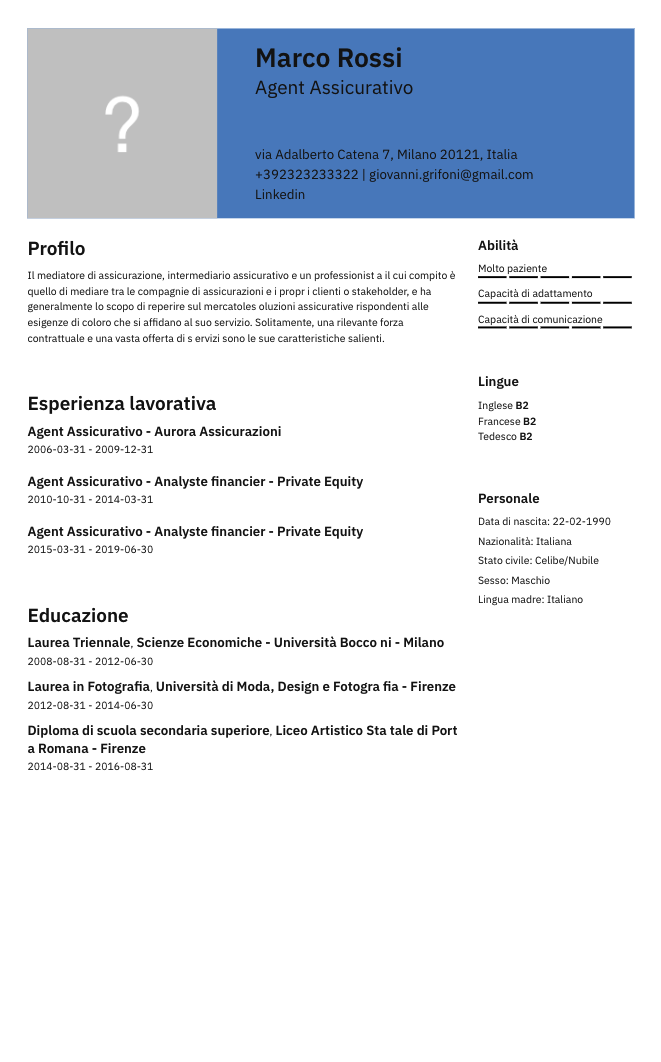 ?
Marco Rossi
Agent Assicurativo
via Adalberto Catena 7, Milano 20121, Italia
+392323233322 | giovanni.grifoni@gmail.com
Linkedin
Profilo
Il mediatore di assicurazione, intermediario assicurativo e un professionist a il cui compito è
quello di mediare tra le compagnie di assicurazioni e i propr i clienti o stakeholder, e ha
generalmente lo scopo di reperire sul mercatoles oluzioni assicurative rispondenti alle
esigenze di coloro che si affidano al suo servizio. Solitamente, una rilevante forza
contrattuale e una vasta offerta di s ervizi sono le sue caratteristiche salienti.
Esperienza lavorativa
Agent Assicurativo - Aurora Assicurazioni
2006-03-31 - 2009-12-31
Agent Assicurativo - Analyste financier - Private Equity
2010-10-31 - 2014-03-31
Agent Assicurativo - Analyste financier - Private Equity
2015-03-31 - 2019-06-30
Educazione
Laurea Triennale, Scienze Economiche - Università Bocco ni - Milano
2008-08-31 - 2012-06-30
Laurea in Fotografia, Università di Moda, Design e Fotogra fia - Firenze
2012-08-31 - 2014-06-30
Diploma di scuola secondaria superiore, Liceo Artistico Sta tale di Port
a Romana - Firenze
2014-08-31 - 2016-08-31
Abilità
Molto paziente
Capacità di adattamento
Capacità di comunicazione
Lingue
Inglese B2
Francese B2
Tedesco B2
Personale
Data di nascita: 22-02-1990
Nazionalità: Italiana
Stato civile: Celibe/Nubile
Sesso: Maschio
Lingua madre: Italiano